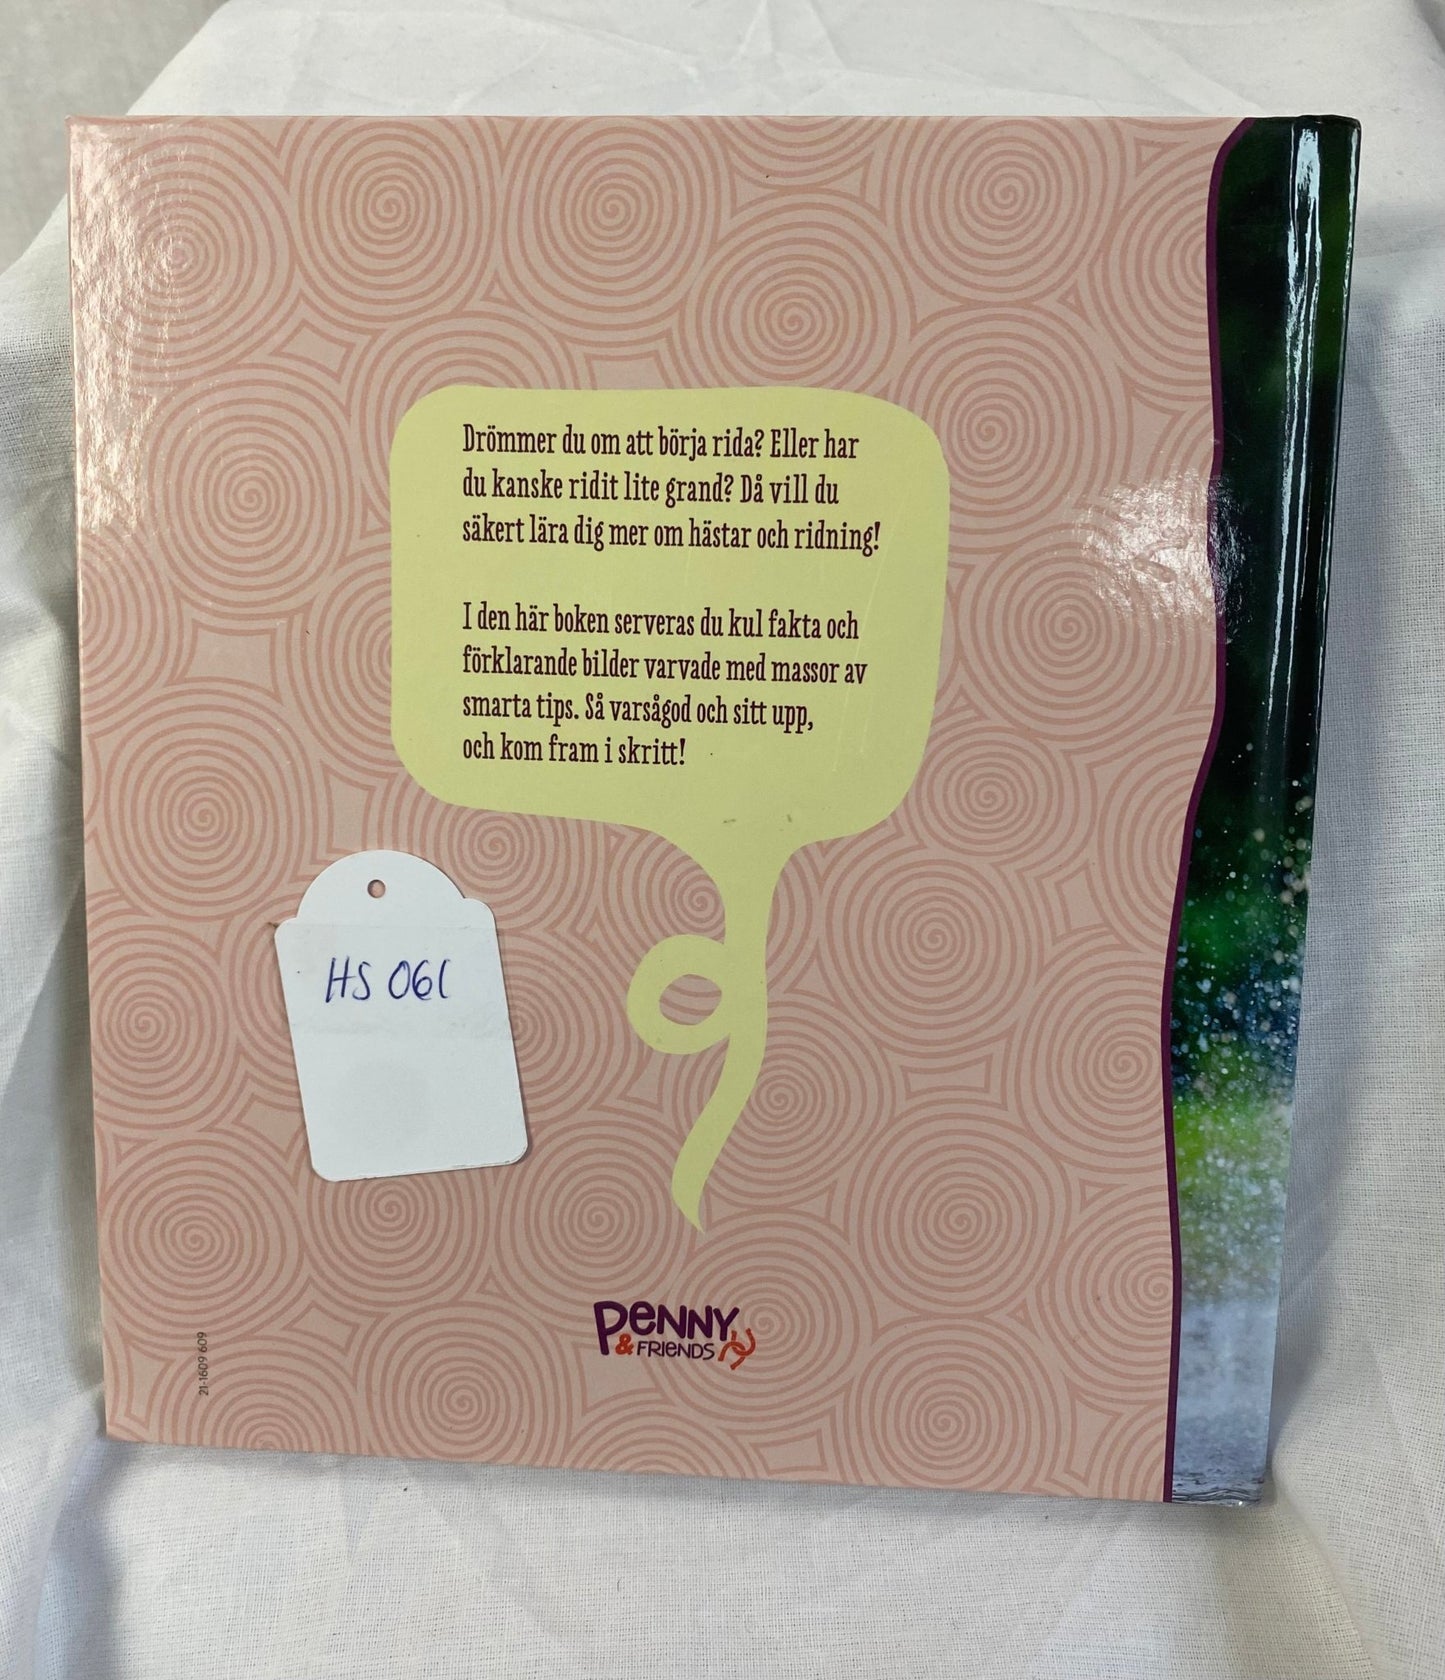 Drömmer du om att börja rida? Eller har
du kanske ridit lite grand? Då vill du
säkert lära dig mer om hästar och ridning!
I den här boken serveras du kul fakta och
förklarande bilder varvade med massor av
smarta tips. Så varsågod och sitt upp,
och kom fram i skritt!
HS 061
PENNY
& FRIENDS
21-1609 609